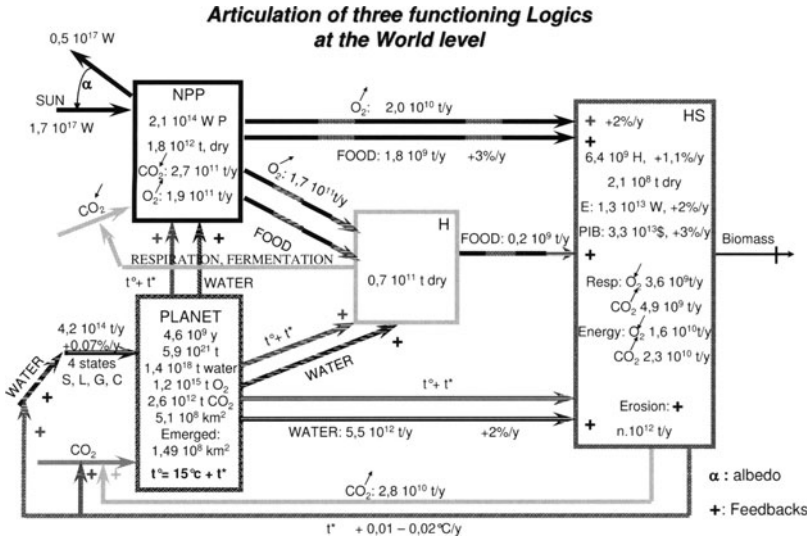 Articulation of three functioning Logics
at the World level
0,5 10¹⁷ W
α
SUN
1,7 10¹⁷ W
NPP
2,1 10¹⁴ W P
1,8 10¹² t, dry
CO₂: 2,7 10¹¹ t/y
O₂: 1,9 10¹¹ t/y
O₂: 2,0 10¹⁰ t/y
FOOD: 1,8 10⁹ t/y +3%/y
O₂: 1,7 10¹¹t/y
FOOD
CO₂
RESPIRATION, FERMENTATION
t°+ t*
WATER
+
+
H
0,7 10¹¹ t dry
FOOD: 0,2 10⁹ t/y
HS
+ +2%/y
+
6,4 10⁹ H, +1,1%/y
2,1 10⁸ t dry
E: 1,3 10¹³ W, +2%/y
PIB: 3,3 10¹³$, +3%/y
+
Resp: O₂ 3,6 10⁹t/y
CO₂ 4,9 10⁹ t/y
Energy: O₂ 1,6 10¹⁰t/y
CO₂ 2,3 10¹⁰ t/y
Erosion: +
+
n.10¹² t/y
Biomass
PLANET
4,6 10⁹ y
5,9 10²¹ t
1,4 10¹⁸ t water
1,2 10¹⁵ t O₂
2,6 10¹² t CO₂
5,1 10⁸ km²
Emerged:
1,49 10⁸ km²
t°= 15°c + t*
4,2 10¹⁴ t/y
+0,07%/y
4 states
S, L, G, C
WATER
+
+
CO₂
+ +
t°+ t*
+
WATER
+
t°+ t*
WATER: 5,5 10¹² t/y +2%/y
CO₂: 2,8 10¹⁰ t/y
t* + 0,01 – 0,02°C/y
α : albedo
+: Feedbacks